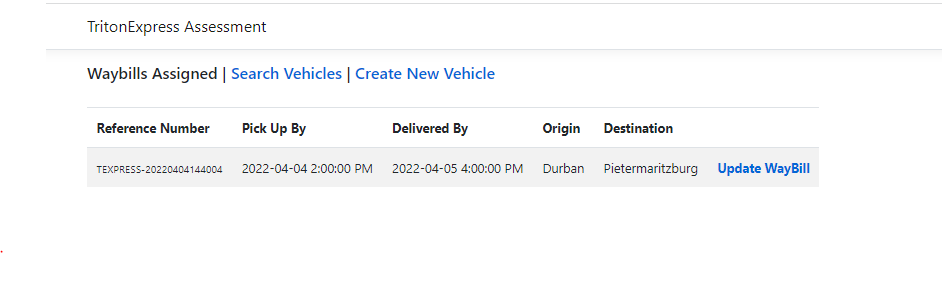 TritonExpress Assessment
Waybills Assigned | Search Vehicles | Create New Vehicle
Reference Number Pick Up By Delivered By Origin Destination
TEXPRESS-20220404144004 2022-04-04 2:00:00 PM 2022-04-05 4:00:00 PM Durban Pietermaritzburg Update WayBill
.